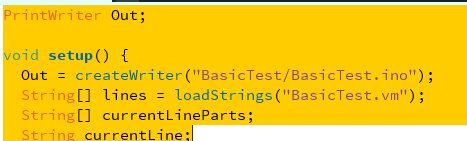 PrintWriter Out;

void setup() {
  Out = createWriter("BasicTest/BasicTest.ino");
  String[] lines = loadStrings("BasicTest.vm");
  String[] currentLineParts;
  String currentLine;